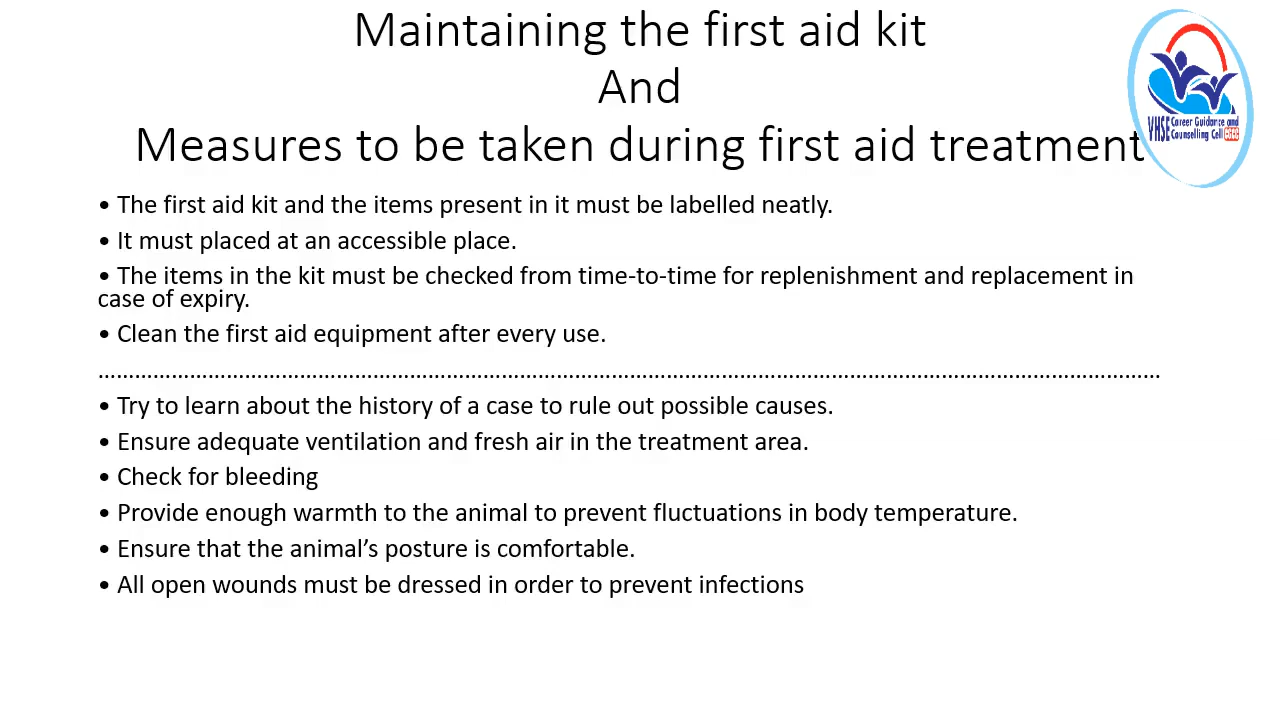 Maintaining the first aid kit
And
Measures to be taken during first aid treatment
VHSE Career Guidance and
Counselling Cell CGCC
• The first aid kit and the items present in it must be labelled neatly.
• It must placed at an accessible place.
• The items in the kit must be checked from time-to-time for replenishment and replacement in
case of expiry.
• Clean the first aid equipment after every use.
……………………………………………………………………………………………………………………………………………………………
• Try to learn about the history of a case to rule out possible causes.
• Ensure adequate ventilation and fresh air in the treatment area.
• Check for bleeding
• Provide enough warmth to the animal to prevent fluctuations in body temperature.
• Ensure that the animal’s posture is comfortable.
• All open wounds must be dressed in order to prevent infections